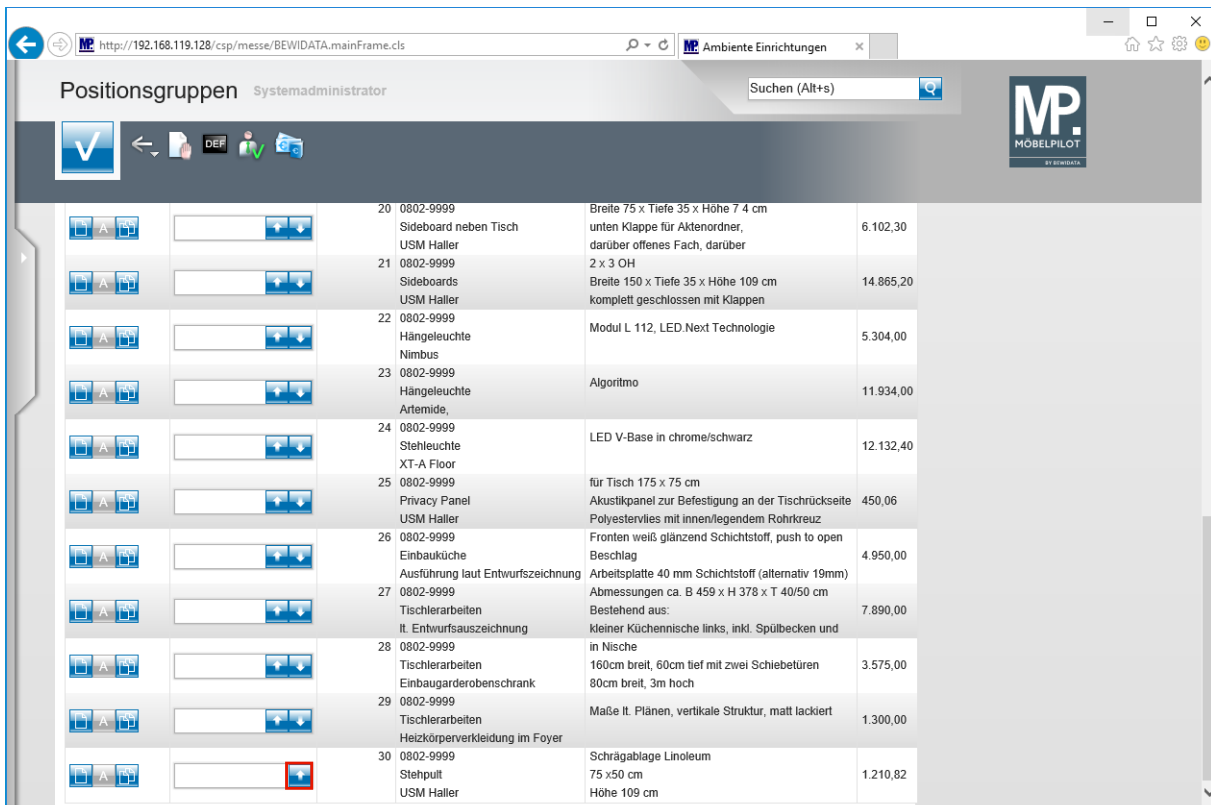 http://192.168.119.128/csp/messe/BEWIDATA.mainFrame.cls
MP. Ambiente Einrichtungen
Positionsgruppen Systemadministrator
Suchen (Alt+s)
DEF
MP.
MÖBELPILOT
BY BEWIDATA
20 0802-9999 Breite 75 x Tiefe 35 x Höhe 7 4 cm
A Sideboard neben Tisch unten Klappe für Aktenordner, 6.102,30
USM Haller darüber offenes Fach, darüber
21 0802-9999 2 x 3 OH
A Sideboards Breite 150 x Tiefe 35 x Höhe 109 cm 14.865,20
USM Haller komplett geschlossen mit Klappen
22 0802-9999
A Hängeleuchte Modul L 112, LED.Next Technologie 5.304,00
Nimbus
23 0802-9999
A Hängeleuchte Algoritmo 11.934,00
Artemide,
24 0802-9999
A Stehleuchte LED V-Base in chrome/schwarz 12.132,40
XT-A Floor
25 0802-9999 für Tisch 175 x 75 cm
A Privacy Panel Akustikpanel zur Befestigung an der Tischrückseite 450,06
USM Haller Polyestervlies mit innen/legendem Rohrkreuz
26 0802-9999 Fronten weiß glänzend Schichtstoff, push to open
A Einbauküche Beschlag 4.950,00
Ausführung laut Entwurfszeichnung Arbeitsplatte 40 mm Schichtstoff (alternativ 19mm)
27 0802-9999 Abmessungen ca. B 459 x H 378 x T 40/50 cm
A Tischlerarbeiten Bestehend aus: 7.890,00
lt. Entwurfsauszeichnung kleiner Küchennische links, inkl. Spülbecken und
28 0802-9999 in Nische
A Tischlerarbeiten 160cm breit, 60cm tief mit zwei Schiebetüren 3.575,00
Einbaugarderobenschrank 80cm breit, 3m hoch
29 0802-9999
A Tischlerarbeiten Maße lt. Plänen, vertikale Struktur, matt lackiert 1.300,00
Heizkörperverkleidung im Foyer
30 0802-9999 Schrägablage Linoleum
A Stehpult 75 x50 cm 1.210,82
USM Haller Höhe 109 cm